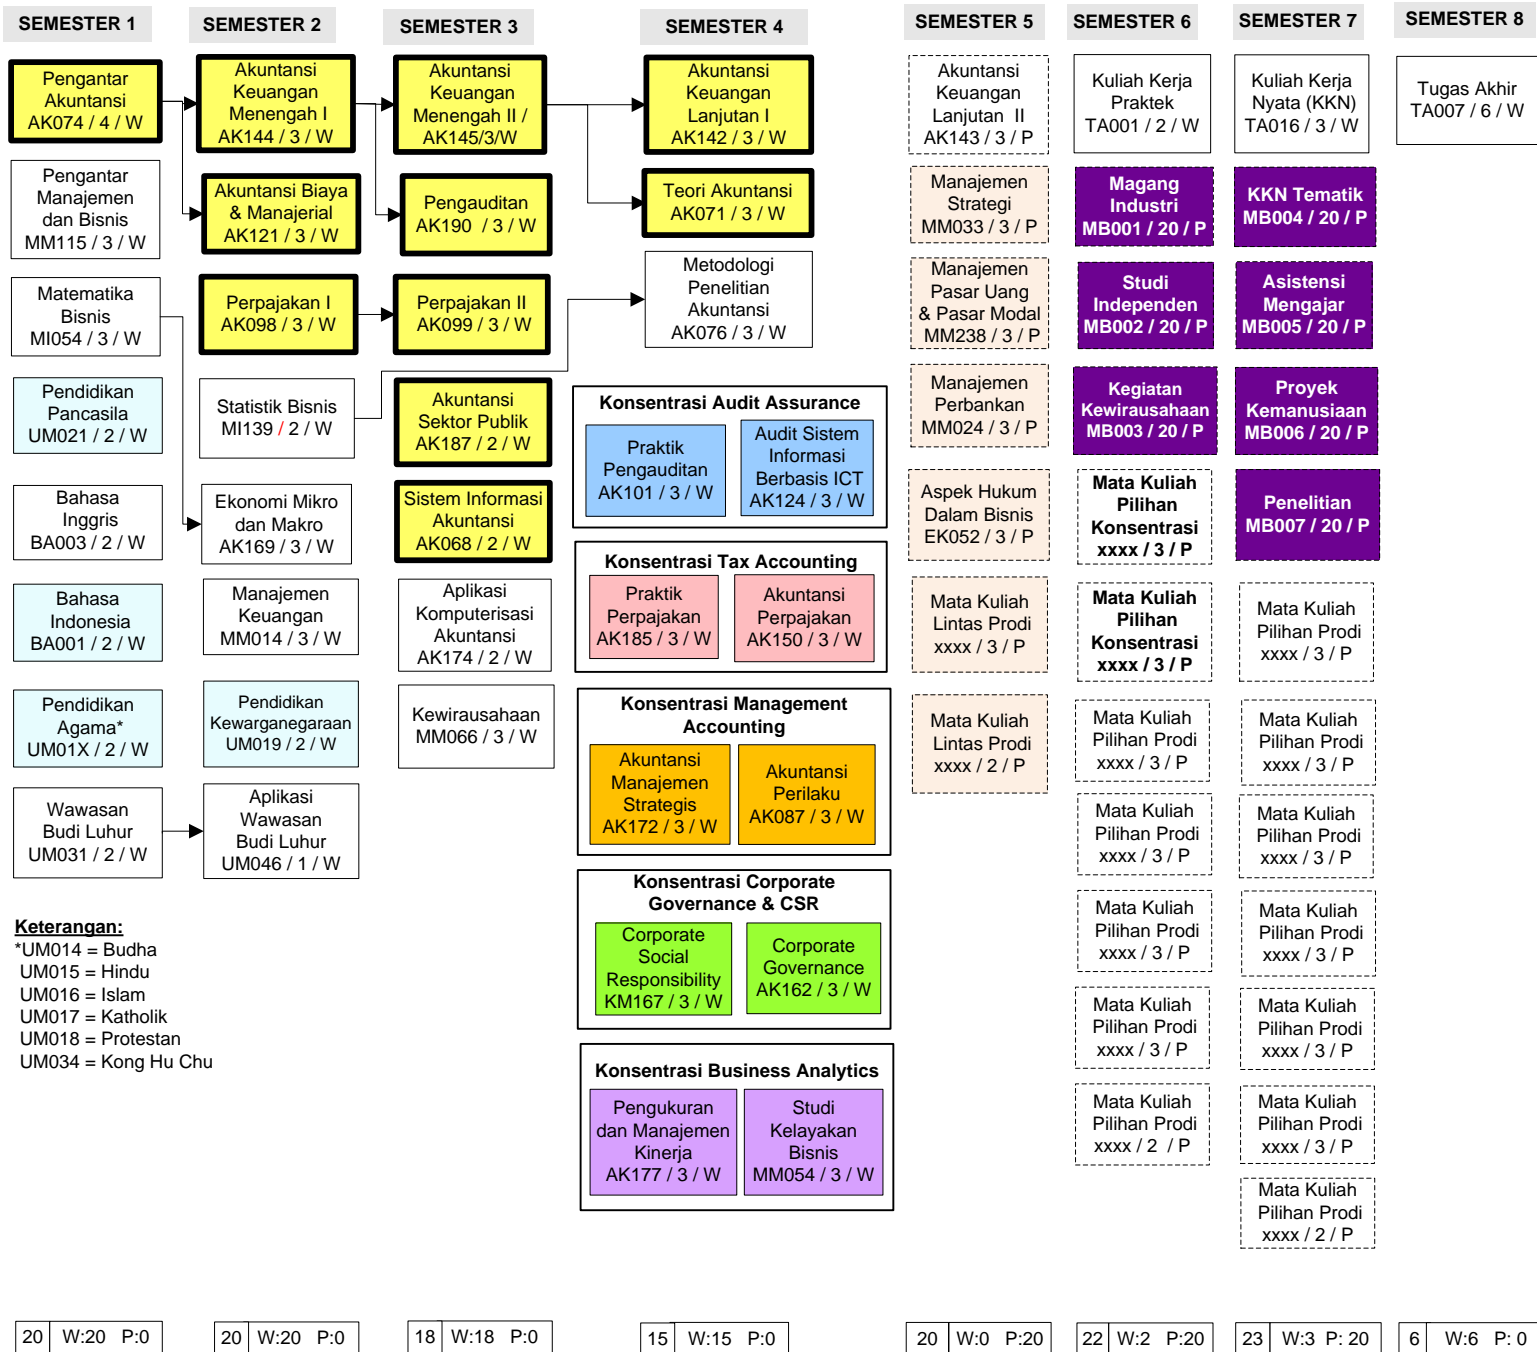 SEMESTER 1
Pengantar
Akuntansi
AK074 / 4 / W
Pengantar
Manajemen
dan Bisnis
MM115 / 3 / W
Matematika
Bisnis
MI054 / 3 / W
Pendidikan
Pancasila
UM021 / 2 / W
Bahasa
Inggris
BA003 / 2 / W
Bahasa
Indonesia
BA001 / 2 / W
Pendidikan
Agama*
UM01X / 2 / W
Wawasan
Budi Luhur
UM031 / 2 / W
Keterangan:
*UM014 = Budha
UM015 = Hindu
UM016 = Islam
UM017 = Katholik
UM018 = Protestan
UM034 = Kong Hu Chu
20 W:20 P:0
SEMESTER 2
Akuntansi
Keuangan
Menengah I
AK144 / 3 / W
Akuntansi Biaya
& Manajerial
AK121 / 3 / W
Perpajakan I
AK098 / 3 / W
Statistik Bisnis
MI139 / 2 / W
Ekonomi Mikro
dan Makro
AK169 / 3 / W
Manajemen
Keuangan
MM014 / 3 / W
Pendidikan
Kewarganegaraan
UM019 / 2 / W
Aplikasi
Wawasan
Budi Luhur
UM046 / 1 / W
20 W:20 P:0
SEMESTER 3
Akuntansi
Keuangan
Menengah II /
AK145/3/W
Pengauditan
AK190 / 3 / W
Perpajakan II
AK099 / 3 / W
Akuntansi
Sektor Publik
AK187 / 2 / W
Sistem Informasi
Akuntansi
AK068 / 2 / W
Aplikasi
Komputerisasi
Akuntansi
AK174 / 2 / W
Kewirausahaan
MM066 / 3 / W
18 W:18 P:0
SEMESTER 4
Akuntansi
Keuangan
Lanjutan I
AK142 / 3 / W
Teori Akuntansi
AK071 / 3 / W
Metodologi
Penelitian
Akuntansi
AK076 / 3 / W
Konsentrasi Audit Assurance
Praktik
Pengauditan
AK101 / 3 / W
Audit Sistem
Informasi
Berbasis ICT
AK124 / 3 / W
Konsentrasi Tax Accounting
Praktik
Perpajakan
AK185 / 3 / W
Akuntansi
Perpajakan
AK150 / 3 / W
Konsentrasi Management
Accounting
Akuntansi
Manajemen
Strategis
AK172 / 3 / W
Akuntansi
Perilaku
AK087 / 3 / W
Konsentrasi Corporate
Governance & CSR
Corporate
Social
Responsibility
KM167 / 3 / W
Corporate
Governance
AK162 / 3 / W
Konsentrasi Business Analytics
Pengukuran
dan Manajemen
Kinerja
AK177 / 3 / W
Studi
Kelayakan
Bisnis
MM054 / 3 / W
15 W:15 P:0
SEMESTER 5
Akuntansi
Keuangan
Lanjutan II
AK143 / 3 / P
Manajemen
Strategi
MM033 / 3 / P
Manajemen
Pasar Uang
& Pasar Modal
MM238 / 3 / P
Manajemen
Perbankan
MM024 / 3 / P
Aspek Hukum
Dalam Bisnis
EK052 / 3 / P
Mata Kuliah
Lintas Prodi
xxxx / 3 / P
Mata Kuliah
Lintas Prodi
xxxx / 2 / P
20 W:0 P:20
SEMESTER 6
Kuliah Kerja
Praktek
TA001 / 2 / W
Magang
Industri
MB001 / 20 / P
Studi
Independen
MB002 / 20 / P
Kegiatan
Kewirausahaan
MB003 / 20 / P
Mata Kuliah
Pilihan
Konsentrasi
xxxx / 3 / P
Mata Kuliah
Pilihan
Konsentrasi
xxxx / 3 / P
Mata Kuliah
Pilihan Prodi
xxxx / 3 / P
Mata Kuliah
Pilihan Prodi
xxxx / 3 / P
Mata Kuliah
Pilihan Prodi
xxxx / 3 / P
Mata Kuliah
Pilihan Prodi
xxxx / 3 / P
Mata Kuliah
Pilihan Prodi
xxxx / 2 / P
22 W:2 P:20
SEMESTER 7
Kuliah Kerja
Nyata (KKN)
TA016 / 3 / W
KKN Tematik
MB004 / 20 / P
Asistensi
Mengajar
MB005 / 20 / P
Proyek
Kemanusiaan
MB006 / 20 / P
Penelitian
MB007 / 20 / P
Mata Kuliah
Pilihan Prodi
xxxx / 3 / P
Mata Kuliah
Pilihan Prodi
xxxx / 3 / P
Mata Kuliah
Pilihan Prodi
xxxx / 3 / P
Mata Kuliah
Pilihan Prodi
xxxx / 3 / P
Mata Kuliah
Pilihan Prodi
xxxx / 3 / P
Mata Kuliah
Pilihan Prodi
xxxx / 3 / P
Mata Kuliah
Pilihan Prodi
xxxx / 2 / P
23 W:3 P: 20
SEMESTER 8
Tugas Akhir
TA007 / 6 / W
6 W:6 P: 0